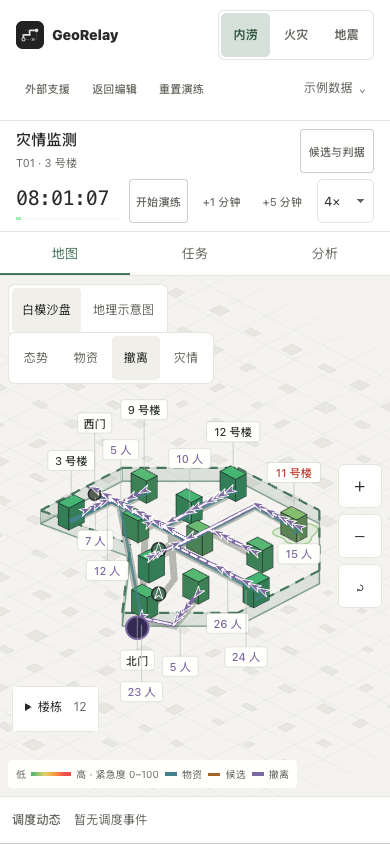 GeoRelay
内涝 火灾 地震
外部支援 返回编辑 重置演练 示例数据
灾情监测
T01 · 3 号楼
候选与判据
08:01:07 开始演练 +1 分钟 +5 分钟 4×
地图 任务 分析
白模沙盘 地理示意图
态势 物资 撤离 灾情
9 号楼
西门
12 号楼
5 人
3 号楼
10 人
11 号楼
7 人
15 人
12 人
26 人
24 人
北门
5 人
23 人
楼栋 12
低 高 · 紧急度 0–100 物资 候选 撤离
调度动态 暂无调度事件